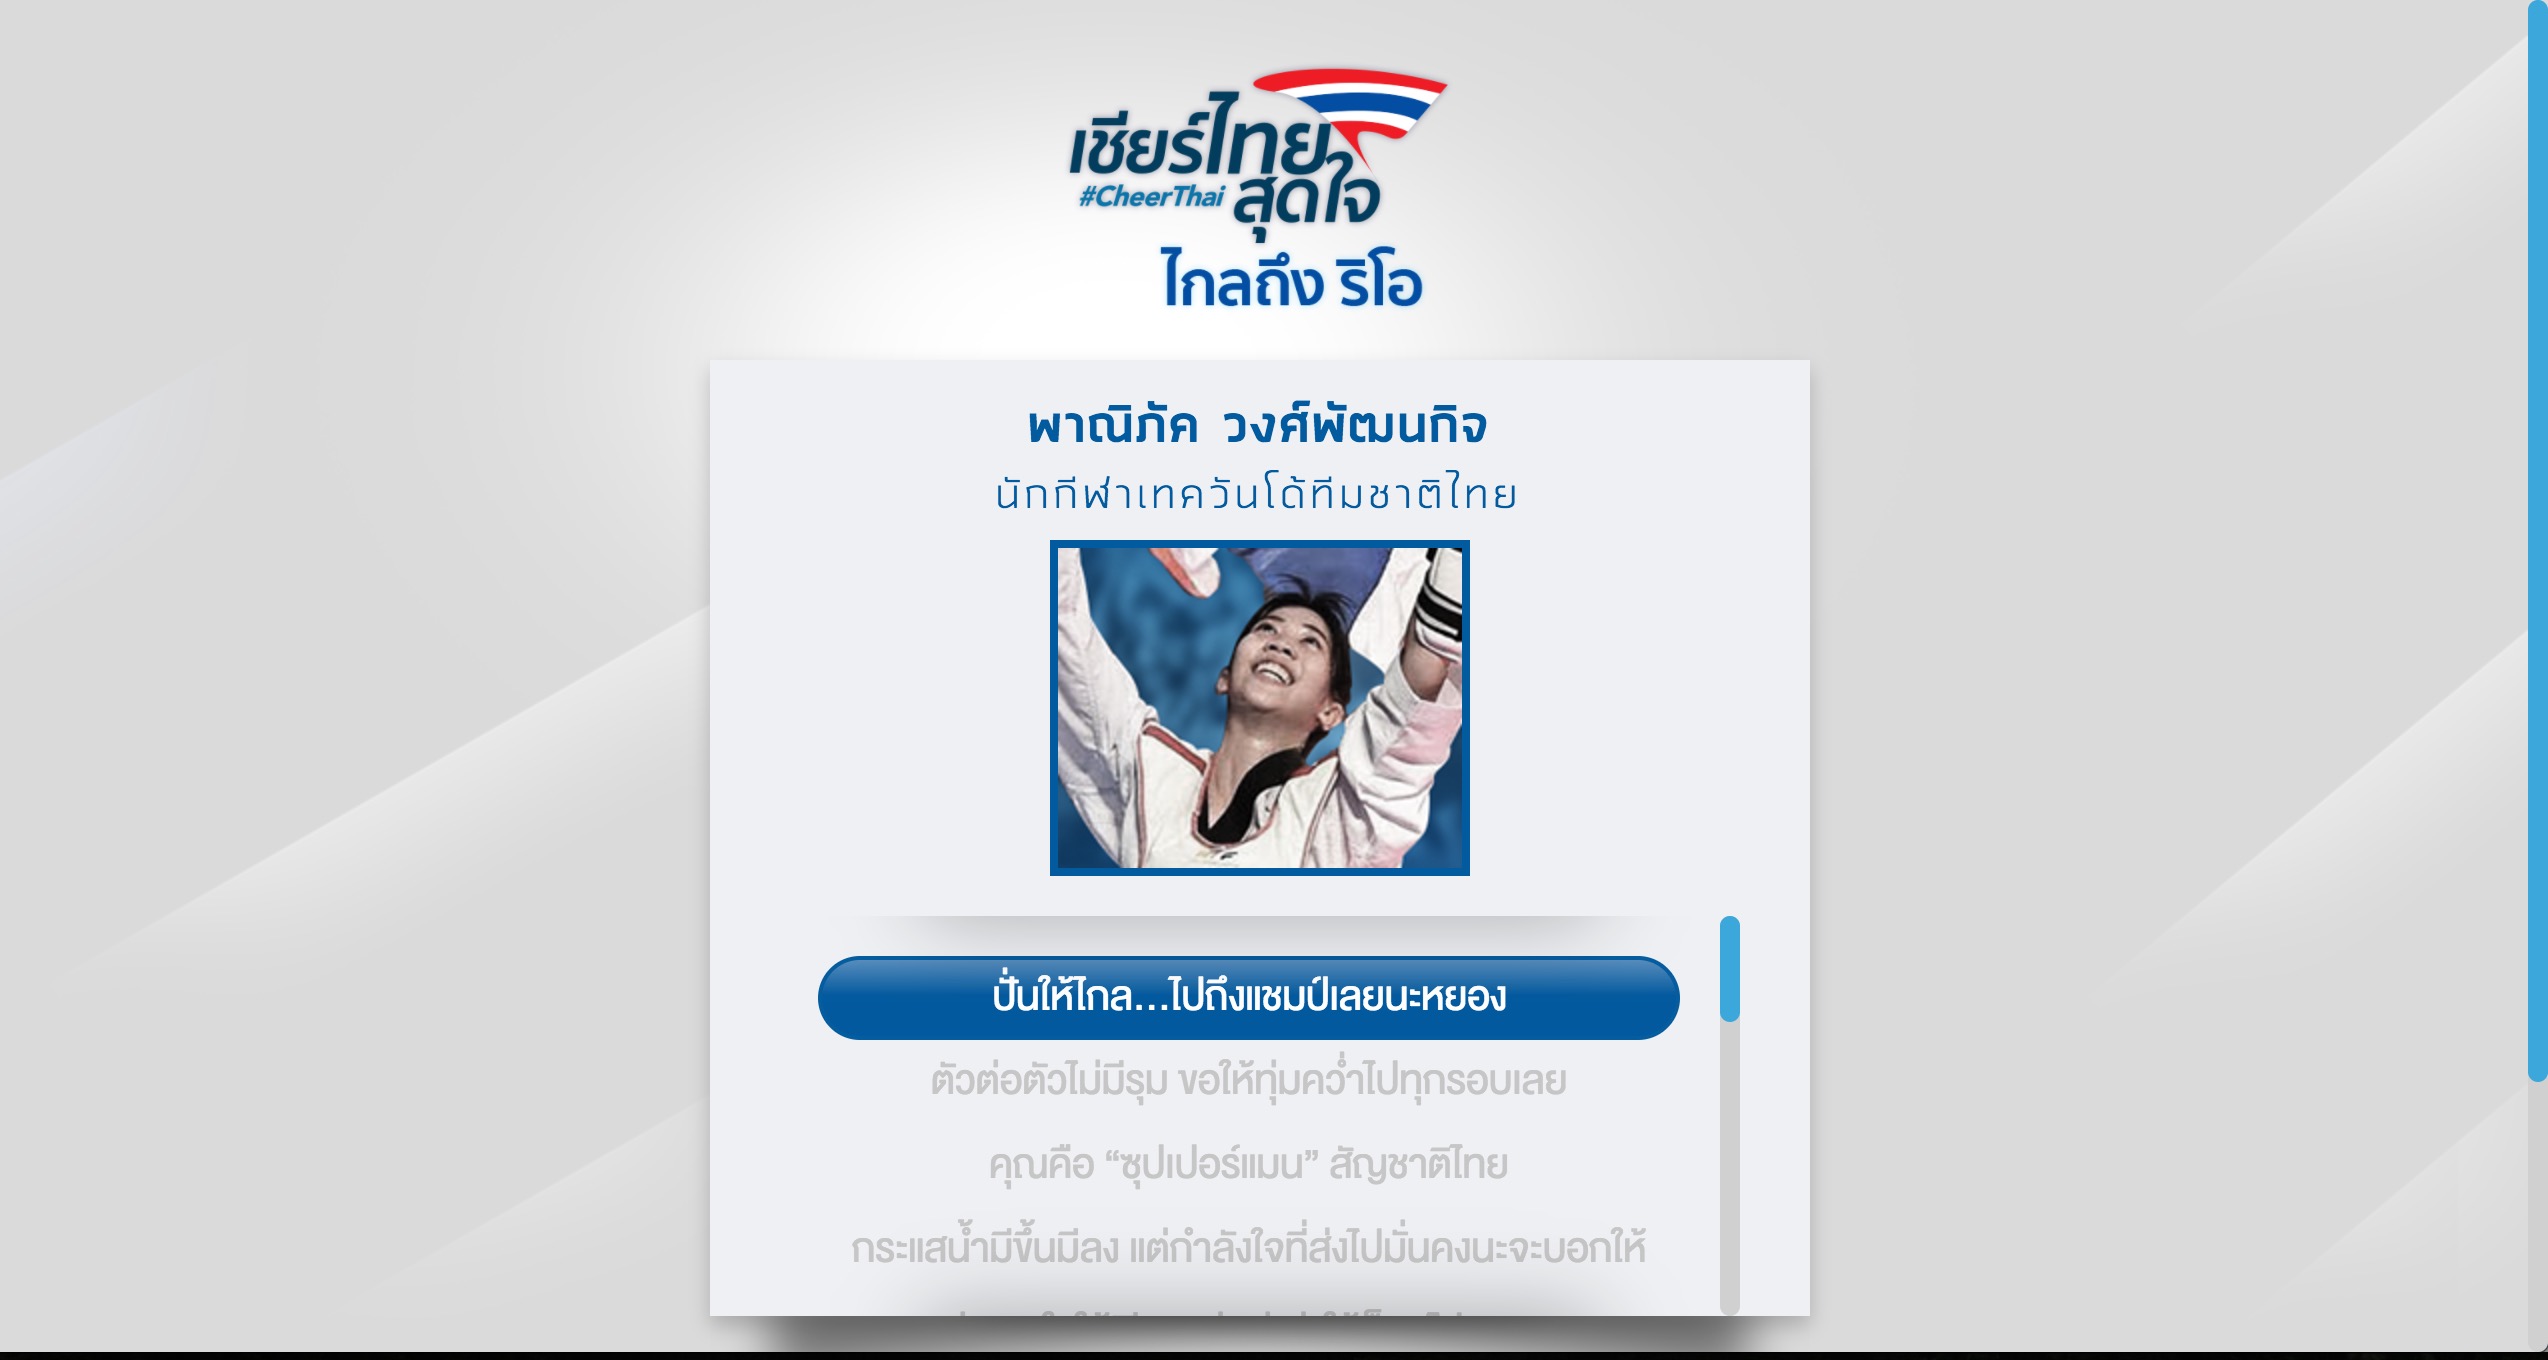 เชียร์ไทย
#CheerThai สุดใจ
ไกลถึง ริโอ
พาณิภัค วงศ์พัฒนกิจ
นักกีฬาเทควันโด้ทีมชาติไทย
ปั่นให้ไกล...ไปถึงแชมป์เลยนะหยอง
ตัวต่อตัวไม่มีรุม ขอให้ทุ่มคว่ำไปทุกรอบเลย
คุณคือ “ซุปเปอร์แมน” สัญชาติไทย
กระแสน้ำมีขึ้นมีลง แต่กำลังใจที่ส่งไปมั่นคงนะจะบอกให้